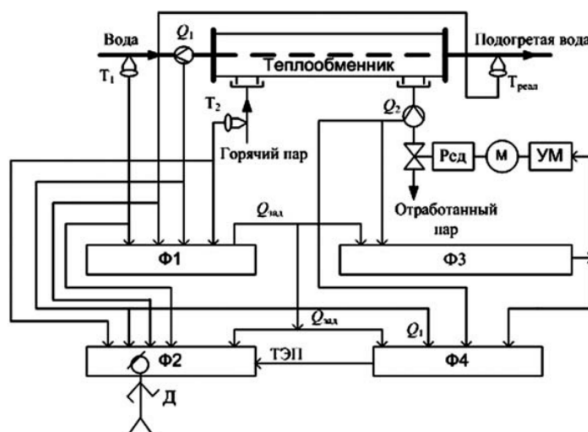 Вода
Q₁
Подогретая вода
Теплообменник
T₁
T₂
Q₂
Tреал
Горячий пар
Рсд
М
УМ
Отработанный
пар
Qзад
Ф1
Ф3
Qзад
Q₁
ТЭП
Ф2
Ф4
Д